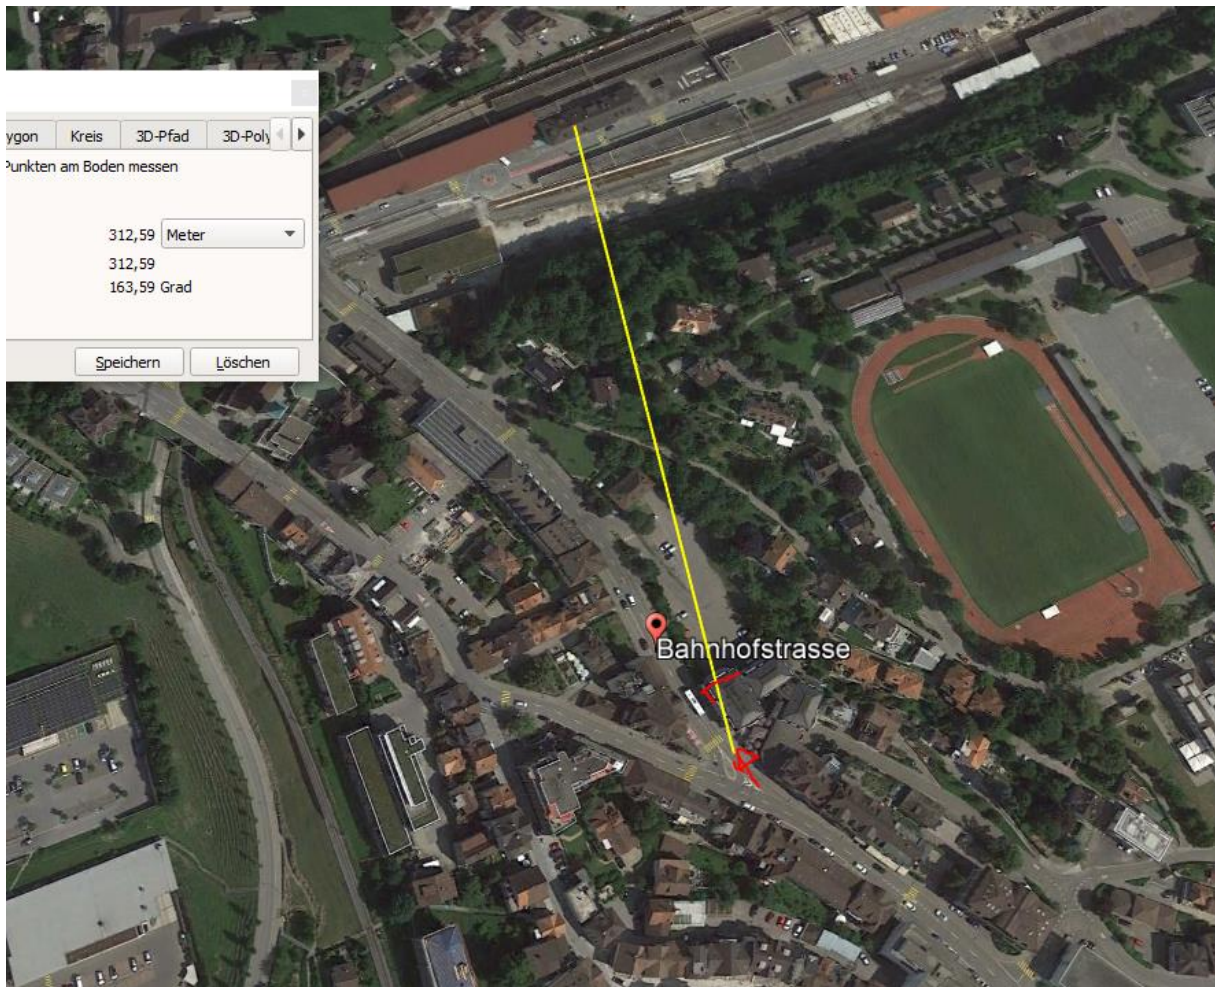 ygon Kreis 3D-Pfad 3D-Poly
Punkten am Boden messen
312,59 Meter
312,59
163,59 Grad
Speichern Löschen
Bahnhofstrasse